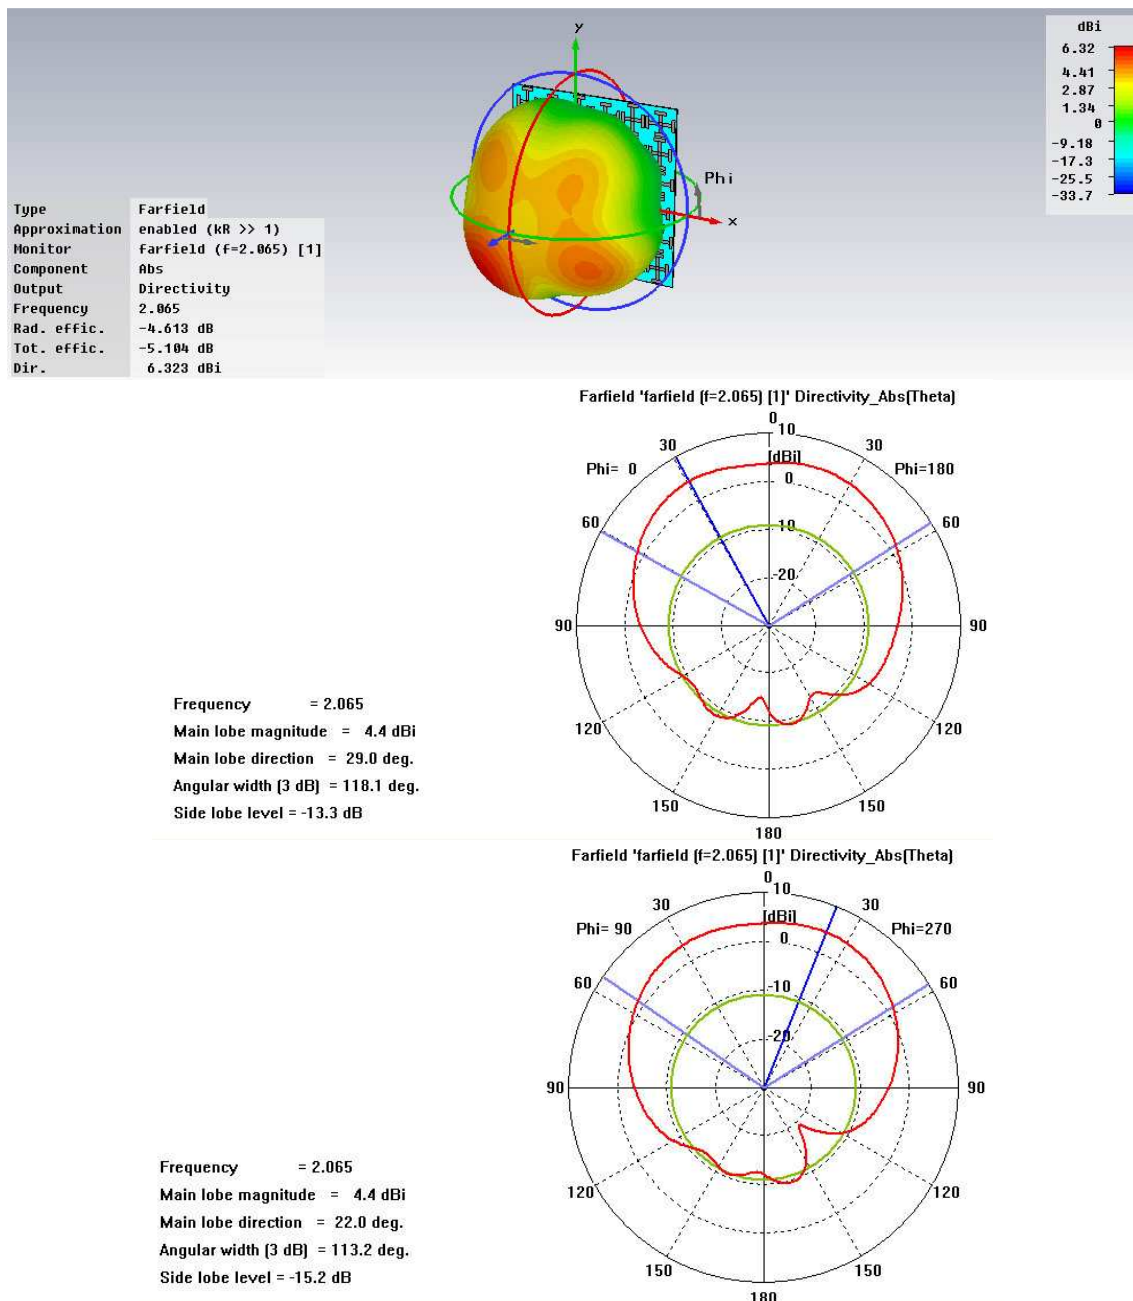 dBi
6.32
4.41
2.87
1.34
0
-9.18
-17.3
-25.5
-33.7
y
Phi
x
Type Farfield
Approximation enabled (kR >> 1)
Monitor farfield (f=2.065) [1]
Component Abs
Output Directivity
Frequency 2.065
Rad. effic. -4.613 dB
Tot. effic. -5.104 dB
Dir. 6.323 dBi
Farfield 'farfield (f=2.065) [1]' Directivity_Abs(Theta)
0
10
30 [dBi] 30
Phi= 0 0 Phi=180
60 -10 60
-20
90 90
120 120
150 150
180
Frequency = 2.065
Main lobe magnitude = 4.4 dBi
Main lobe direction = 29.0 deg.
Angular width (3 dB) = 118.1 deg.
Side lobe level = -13.3 dB
Farfield 'farfield (f=2.065) [1]' Directivity_Abs(Theta)
0
10
30 [dBi] 30
Phi= 90 0 Phi=270
60 -10 60
-20
90 90
120 120
150 150
180
Frequency = 2.065
Main lobe magnitude = 4.4 dBi
Main lobe direction = 22.0 deg.
Angular width (3 dB) = 113.2 deg.
Side lobe level = -15.2 dB